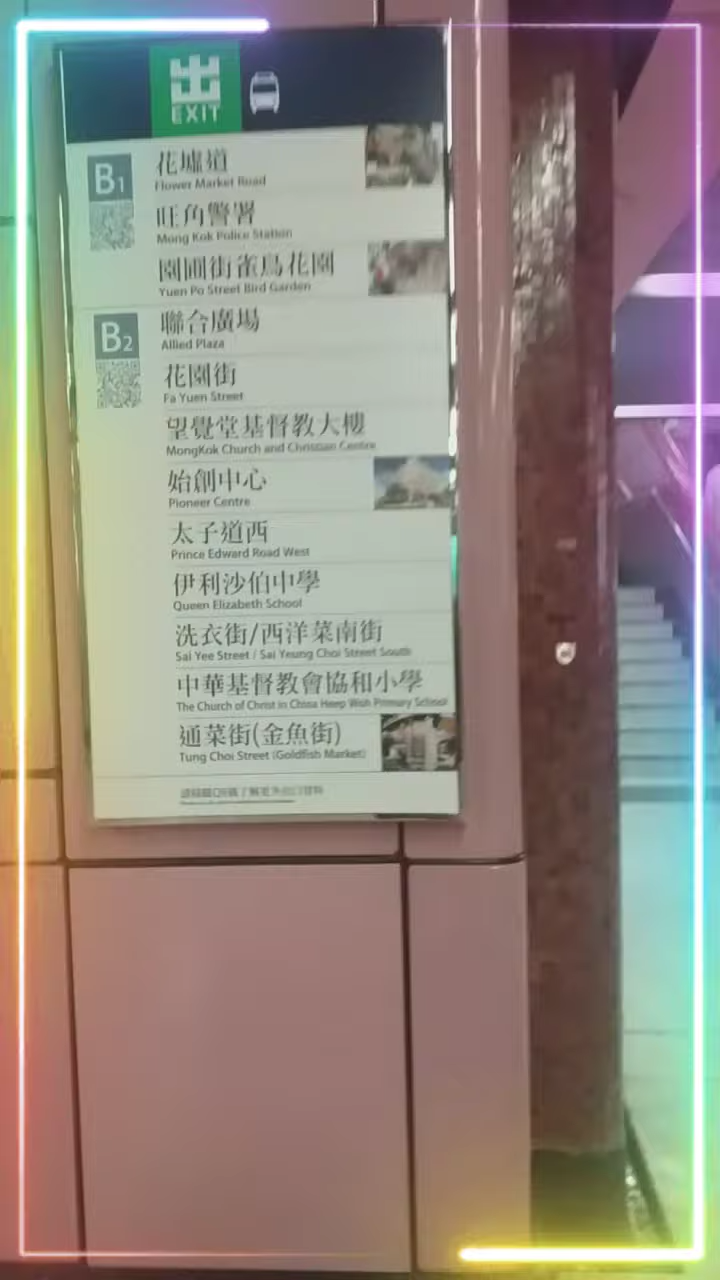 出
EXIT
B1
花墟道
Flower Market Road
旺角警署
Mong Kok Police Station
園圃街雀鳥花園
Yuen Po Street Bird Garden
B2
聯合廣場
Allied Plaza
花園街
Fa Yuen Street
望覺堂基督教大樓
MongKok Church and Christian Centre
始創中心
Pioneer Centre
太子道西
Prince Edward Road West
伊利沙伯中學
Queen Elizabeth School
洗衣街/西洋菜南街
Sai Yee Street / Sai Yeung Choi Street South
中華基督教會協和小學
The Church of Christ in China Heep Woh Primary School
通菜街(金魚街)
Tung Choi Street (Goldfish Market)